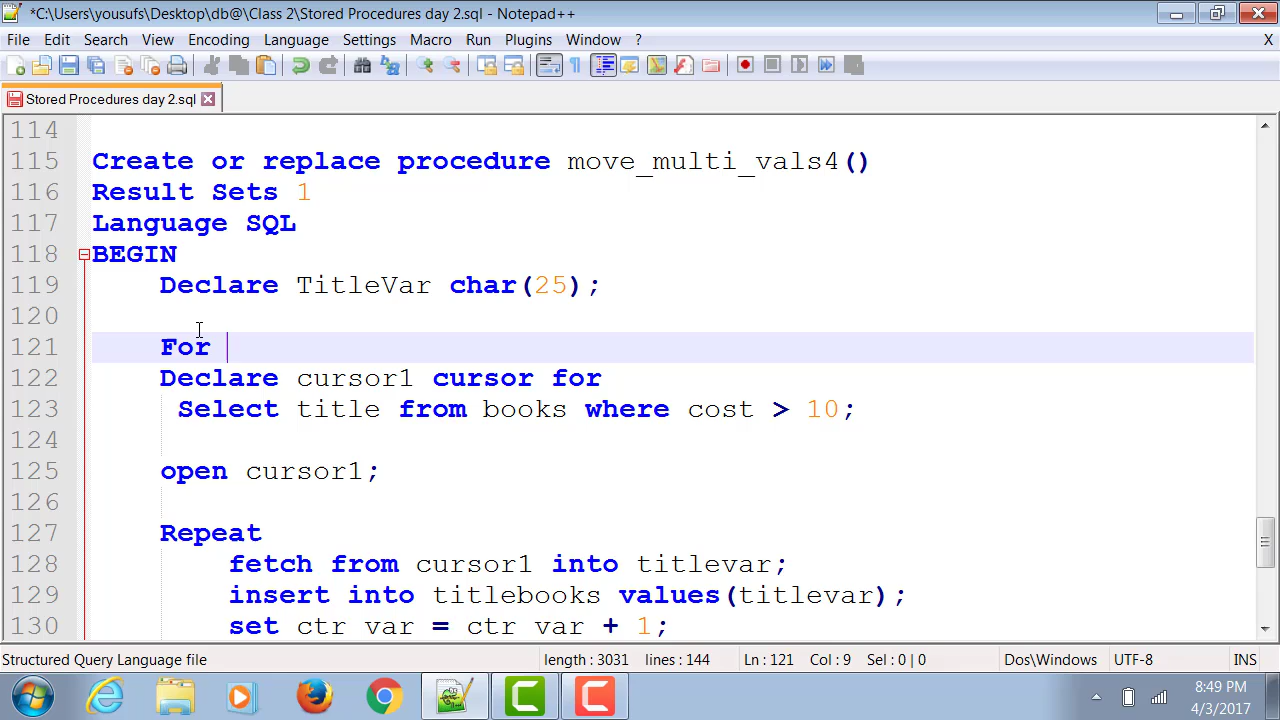 *C:\Users\yousufs\Desktop\db@\Class 2\Stored Procedures day 2.sql - Notepad++
File Edit Search View Encoding Language Settings Macro Run Plugins Window ? X
Stored Procedures day 2.sql
114
115 Create or replace procedure move_multi_vals4()
116 Result Sets 1
117 Language SQL
118 BEGIN
119 Declare TitleVar char(25);
120
121 For
122 Declare cursor1 cursor for
123 Select title from books where cost > 10;
124
125 open cursor1;
126
127 Repeat
128 fetch from cursor1 into titlevar;
129 insert into titlebooks values(titlevar);
130 set ctr_var = ctr_var + 1;
Structured Query Language file length : 3031 lines : 144 Ln : 121 Col : 9 Sel : 0 | 0 Dos\Windows UTF-8 INS
8:49 PM
4/3/2017